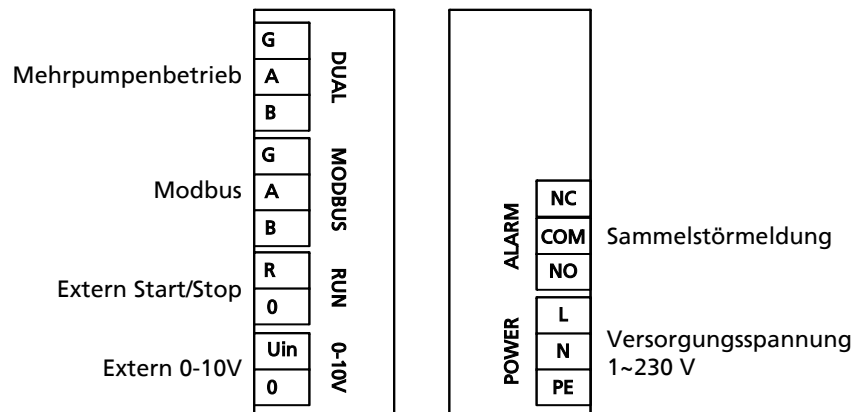 Mehrpumpenbetrieb
G
A
B
DUAL
Modbus
G
A
B
MODBUS
Extern Start/Stop
R
0
RUN
Extern 0-10V
Uin
0
0-10V
ALARM
NC
COM
NO
Sammelstörmeldung
POWER
L
N
PE
Versorgungsspannung
1~230 V